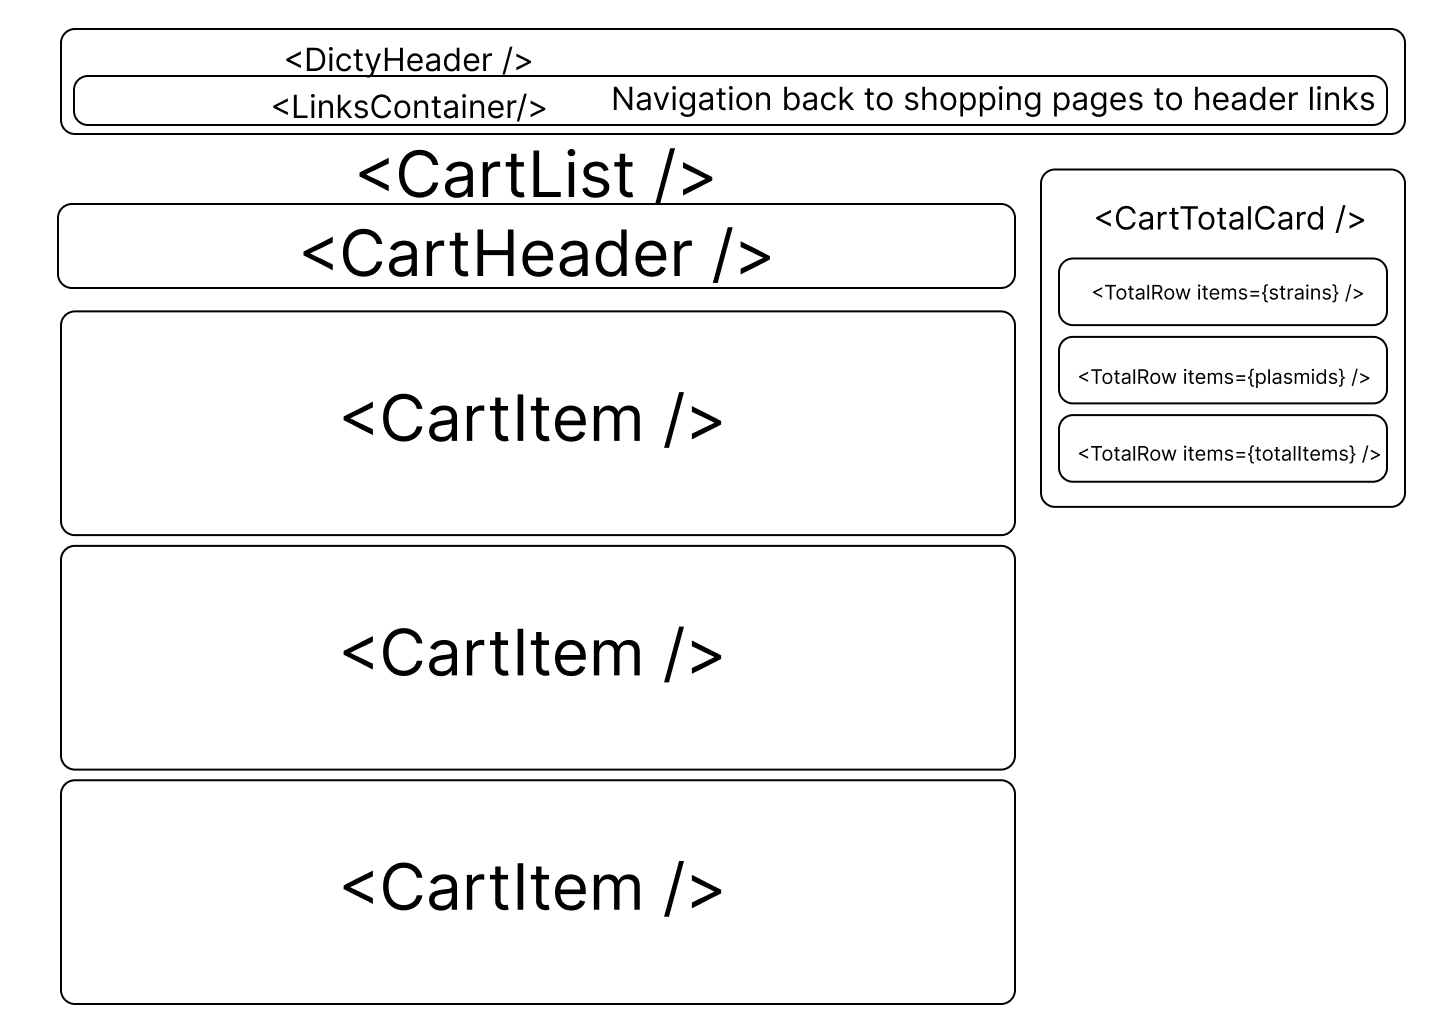 <DictyHeader />
<LinksContainer/>
Navigation back to shopping pages to header links
<CartList />
<CartHeader />
<CartItem />
<CartItem />
<CartItem />
<CartTotalCard />
<TotalRow items={strains} />
<TotalRow items={plasmids} />
<TotalRow items={totalItems} />